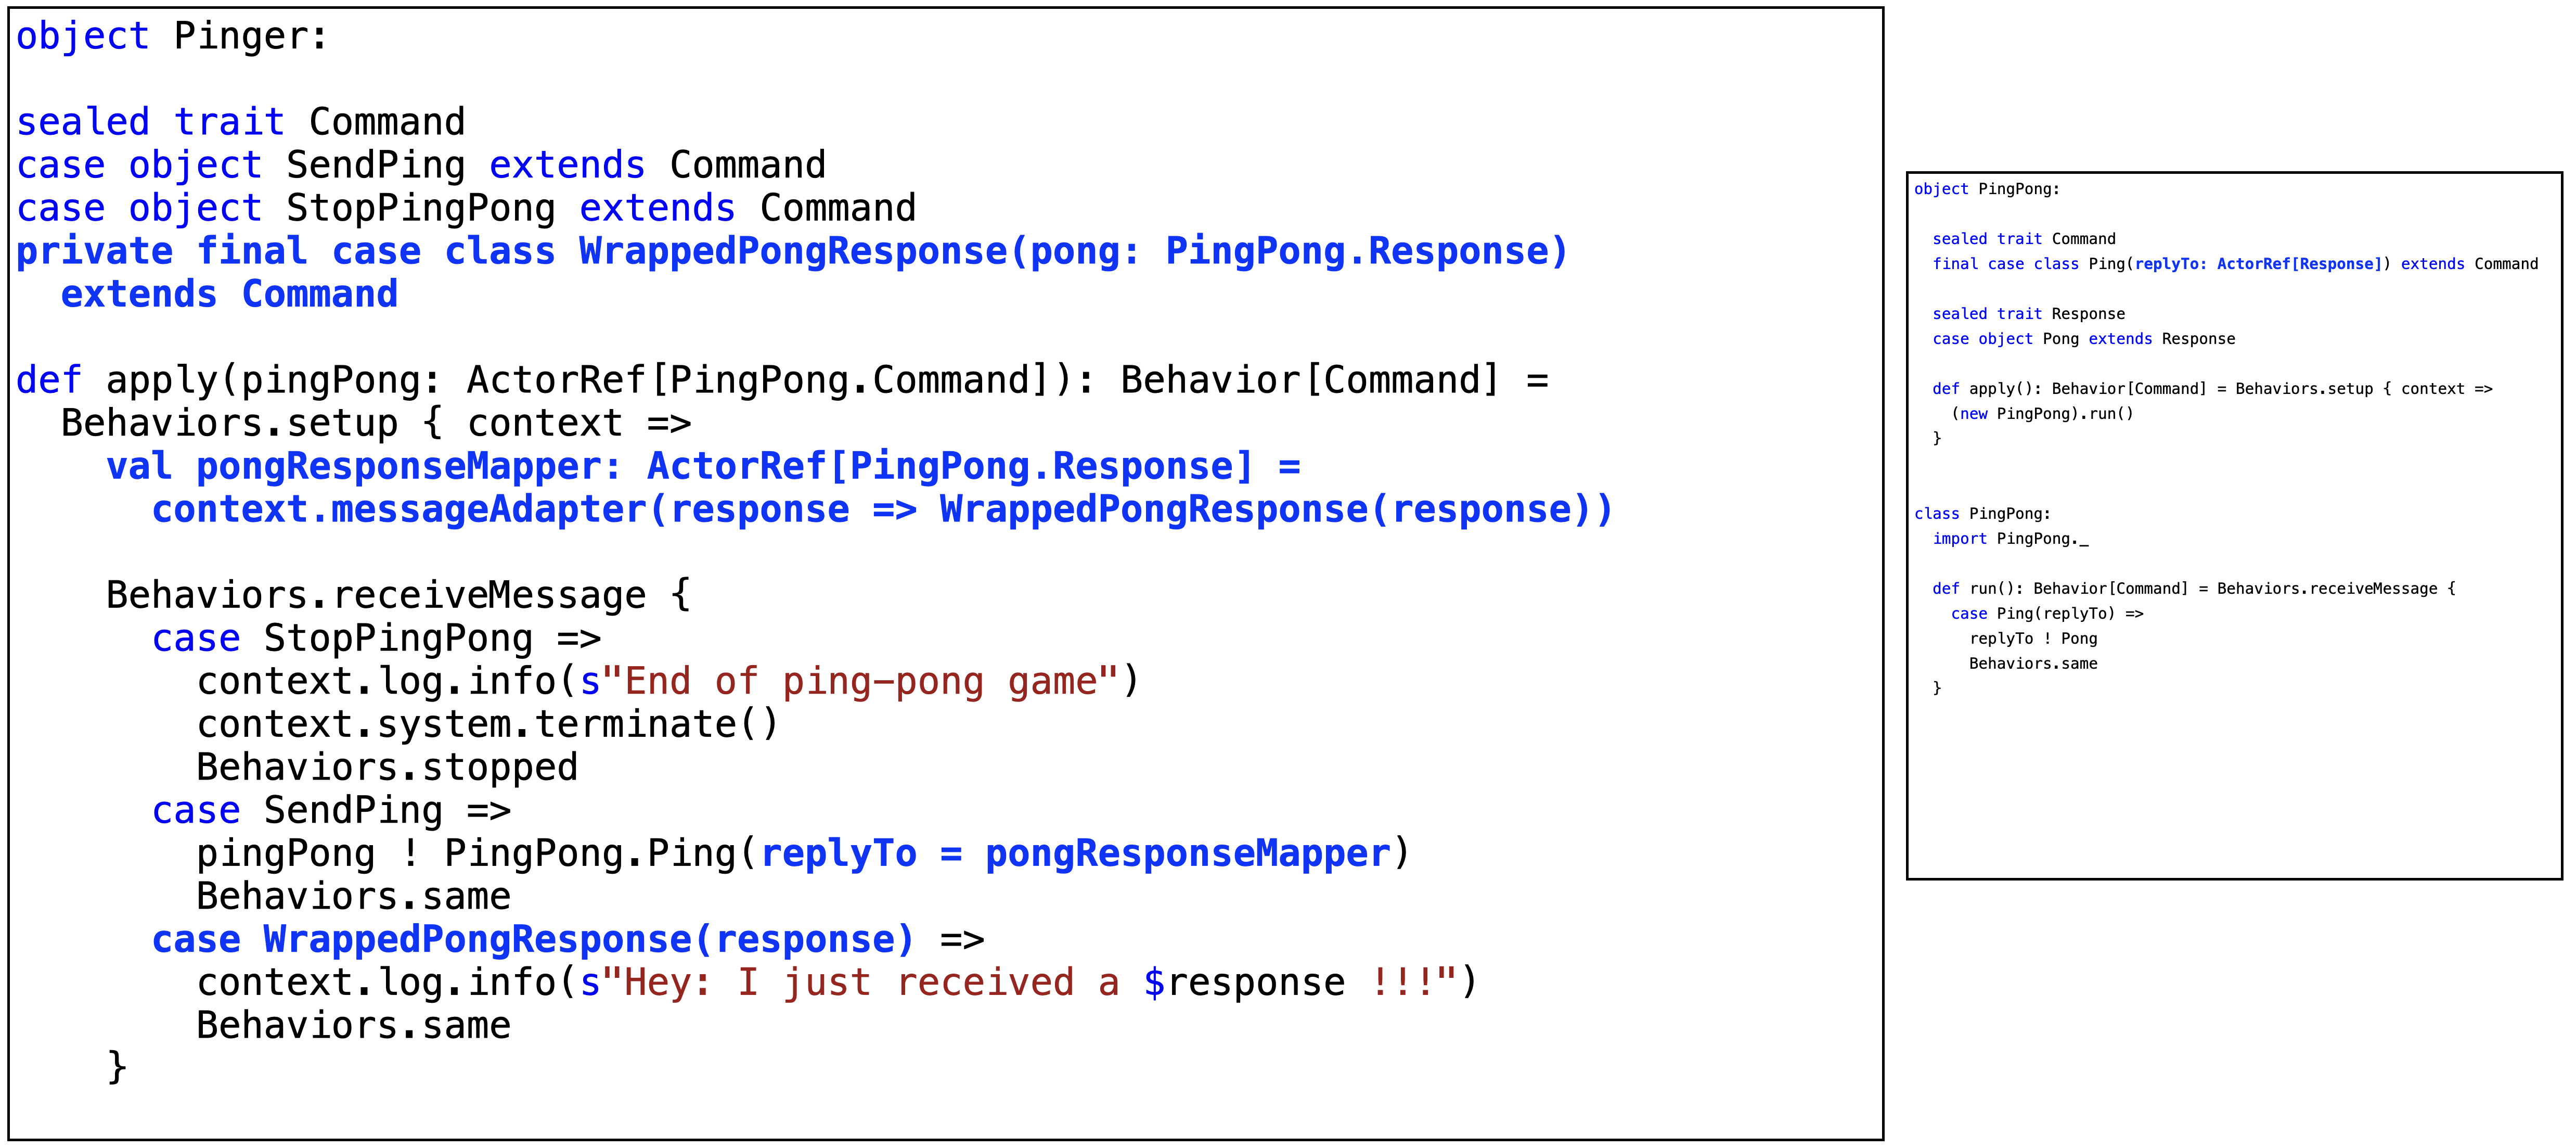 object Pinger:
sealed trait Command
case object SendPing extends Command
case object StopPingPong extends Command
private final case class WrappedPongResponse(pong: PingPong.Response)
  extends Command
def apply(pingPong: ActorRef[PingPong.Command]): Behavior[Command] =
  Behaviors.setup { context =>
    val pongResponseMapper: ActorRef[PingPong.Response] =
      context.messageAdapter(response => WrappedPongResponse(response))
    Behaviors.receiveMessage {
      case StopPingPong =>
        context.log.info(s"End of ping-pong game")
        context.system.terminate()
        Behaviors.stopped
      case SendPing =>
        pingPong ! PingPong.Ping(replyTo = pongResponseMapper)
        Behaviors.same
      case WrappedPongResponse(response) =>
        context.log.info(s"Hey: I just received a $response !!!")
        Behaviors.same
    }
object PingPong:
  sealed trait Command
  final case class Ping(replyTo: ActorRef[Response]) extends Command
  sealed trait Response
  case object Pong extends Response
  def apply(): Behavior[Command] = Behaviors.setup { context =>
    (new PingPong).run()
  }
class PingPong:
  import PingPong._
  def run(): Behavior[Command] = Behaviors.receiveMessage {
    case Ping(replyTo) =>
      replyTo ! Pong
      Behaviors.same
  }